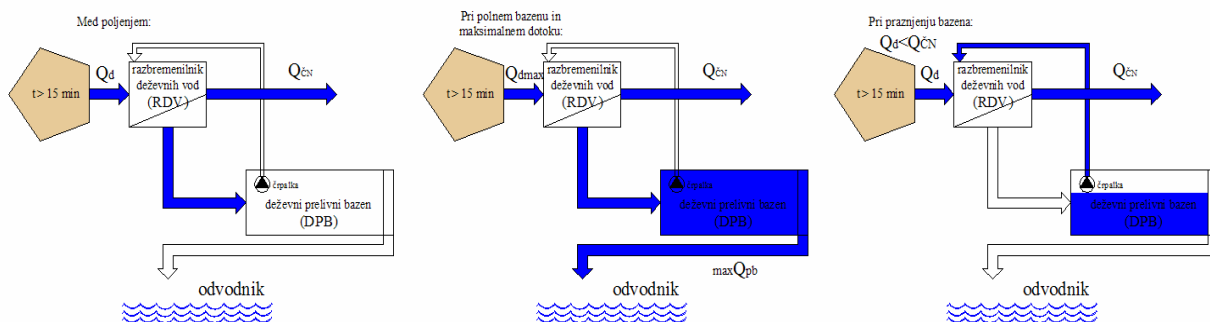 Med poljenjem:
t > 15 min
Qd
razbremenilnik
deževnih vod
(RDV)
QČN
črpalka
deževni prelivni bazen
(DPB)
odvodnik
Pri polnem bazenu in
maksimalnem dotoku:
t > 15 min
Qdmax
razbremenilnik
deževnih vod
(RDV)
QČN
črpalka
deževni prelivni bazen
(DPB)
maxQpb
odvodnik
Pri praznjenju bazena:
Qd<QČN
t > 15 min
Qd
razbremenilnik
deževnih vod
(RDV)
QČN
črpalka
deževni prelivni bazen
(DPB)
odvodnik